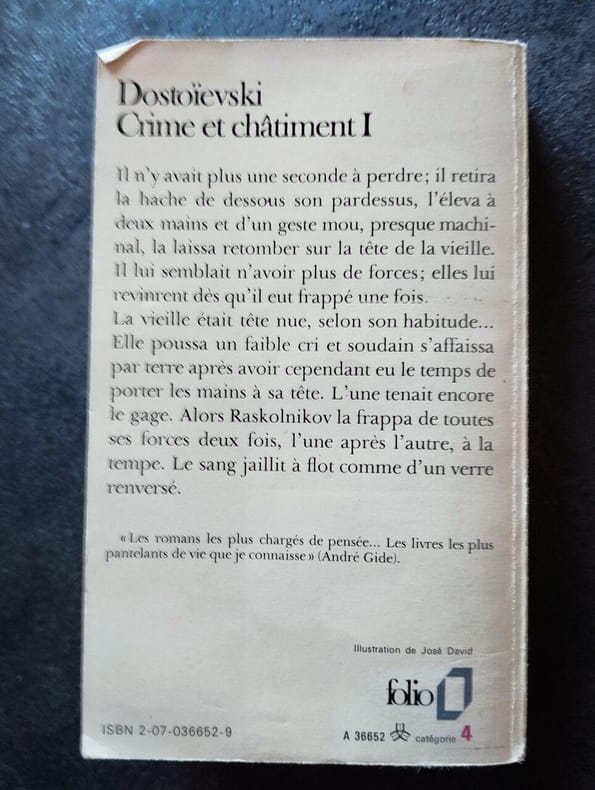 Dostoïevski
Crime et châtiment I
Il n'y avait plus une seconde à perdre; il retira
la hache de dessous son pardessus, l'éleva à
deux mains et d'un geste mou, presque machi-
nal, la laissa retomber sur la tête de la vieille.
Il lui semblait n'avoir plus de forces; elles lui
revinrent dès qu'il eut frappé une fois.
La vieille était tête nue, selon son habitude...
Elle poussa un faible cri et soudain s'affaissa
par terre après avoir cependant eu le temps de
porter les mains à sa tête. L'une tenait encore
le gage. Alors Raskolnikov la frappa de toutes
ses forces deux fois, l'une après l'autre, à la
tempe. Le sang jaillit à flot comme d'un verre
renversé.
« Les romans les plus chargés de pensée... Les livres les plus
pantelants de vie que je connaisse » (André Gide).
Illustration de José David
folio
ISBN 2-07-036652-9
A 36652 catégorie 4